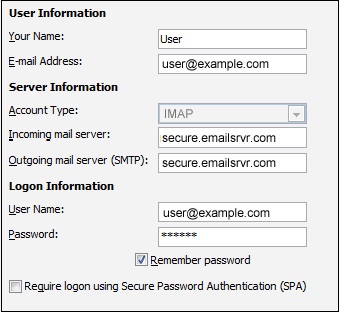 User Information
Your Name: User
E-mail Address: user@example.com
Server Information
Account Type: IMAP
Incoming mail server: secure.emailsrvr.com
Outgoing mail server (SMTP): secure.emailsrvr.com
Logon Information
User Name: user@example.com
Password: ******
Remember password
Require logon using Secure Password Authentication (SPA)